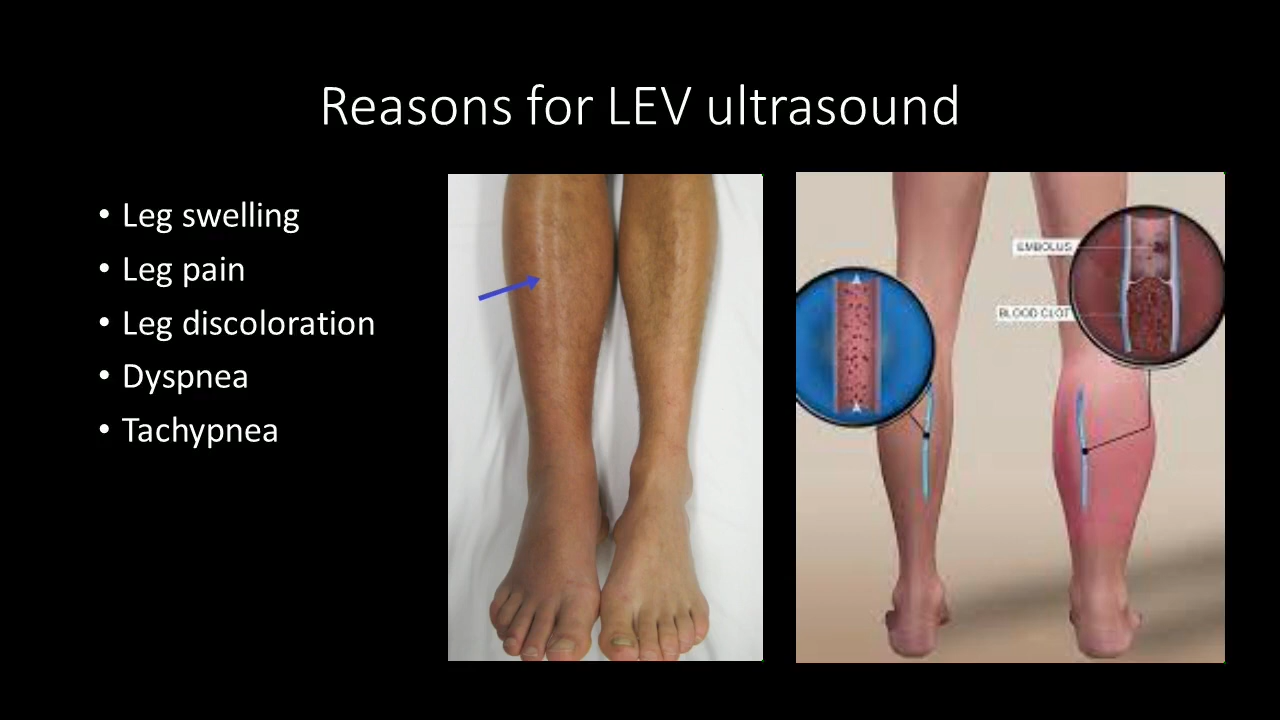 Reasons for LEV ultrasound
• Leg swelling
• Leg pain
• Leg discoloration
• Dyspnea
• Tachypnea
EMBOLUS
BLOOD CLOT